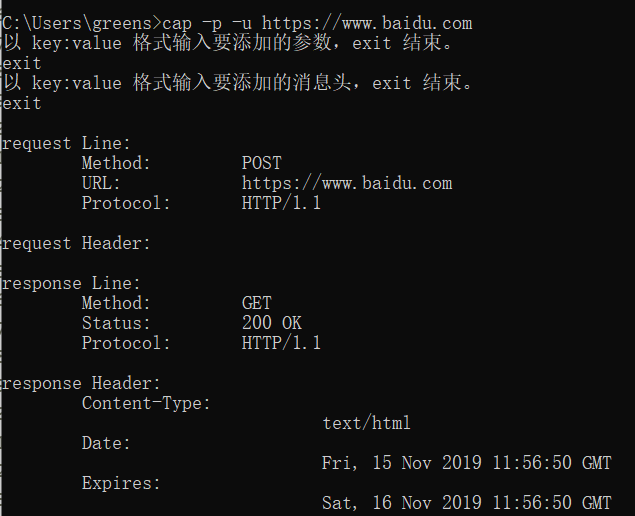 C:\Users\greens>cap -p -u https://www.baidu.com
以 key:value 格式输入要添加的参数，exit 结束。
exit
以 key:value 格式输入要添加的消息头，exit 结束。
exit
request Line:
Method: POST
URL: https://www.baidu.com
Protocol: HTTP/1.1
request Header:
response Line:
Method: GET
Status: 200 OK
Protocol: HTTP/1.1
response Header:
Content-Type:
text/html
Date:
Fri, 15 Nov 2019 11:56:50 GMT
Expires:
Sat, 16 Nov 2019 11:56:50 GMT